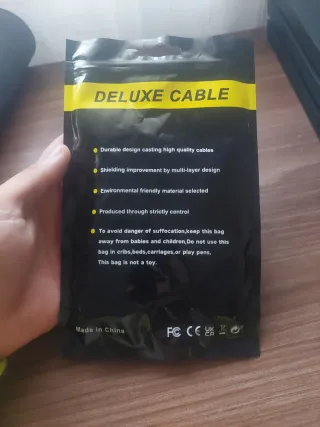 DELUXE CABLE
Durable design casting high quality cables
Shielding improvement by multi-layer design
Environmental friendly material selected
Produced through strictly control
To avoid danger of suffocation,keep this bag
away from babies and children,Do not use this
bag in cribs,beds,carriages,or play pens,
This bag is not a toy.
Made in China
FC CE UK CA